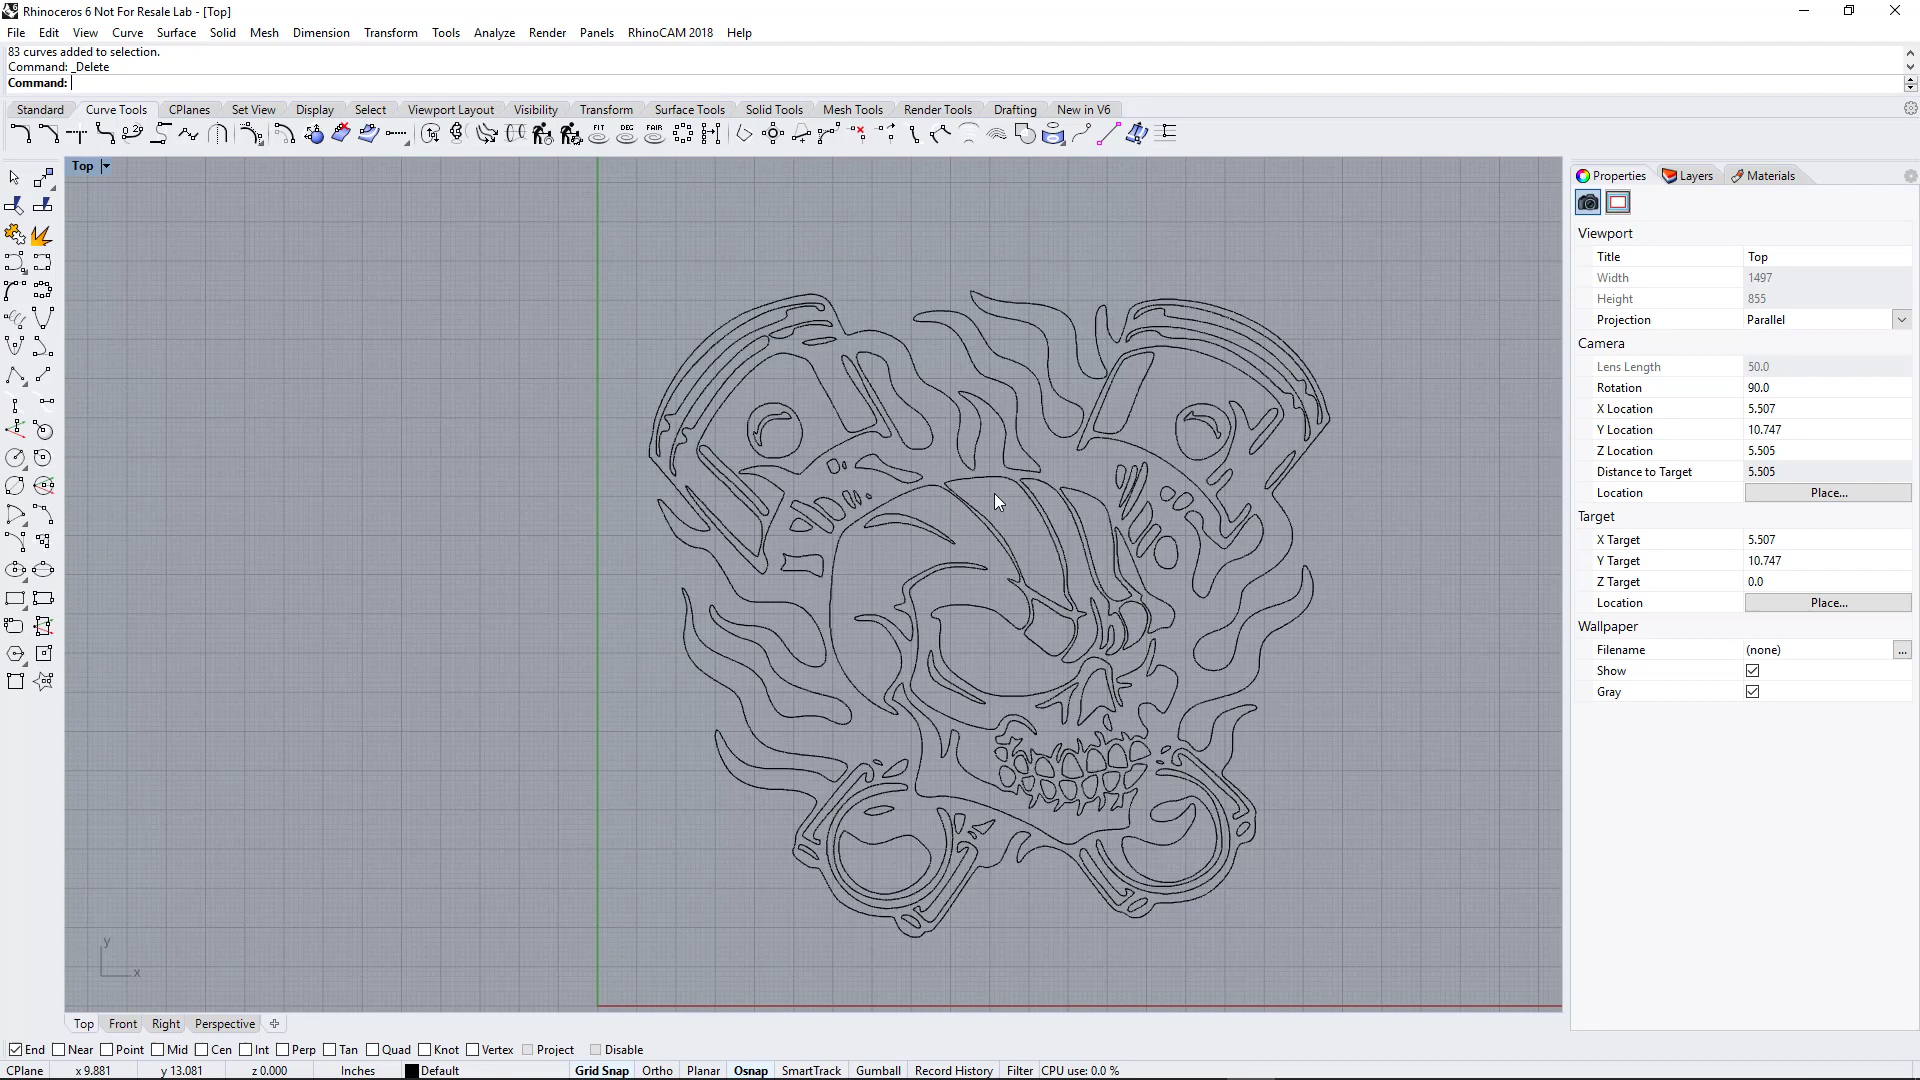 Rhinoceros 6 Not For Resale Lab - [Top]
File Edit View Curve Surface Solid Mesh Dimension Transform Tools Analyze Render Panels RhinoCAM 2018 Help
83 curves added to selection.
Command: _Delete
Command:
Standard Curve Tools CPlanes Set View Display Select Viewport Layout Visibility Transform Surface Tools Solid Tools Mesh Tools Render Tools Drafting New in V6
FIT DEG FAIR
Top
Properties Layers Materials
Viewport
Title Top
Width 1497
Height 855
Projection Parallel
Camera
Lens Length 50.0
Rotation 90.0
X Location 5.507
Y Location 10.747
Z Location 5.505
Distance to Target 5.505
Location Place...
Target
X Target 5.507
Y Target 10.747
Z Target 0.0
Location Place...
Wallpaper
Filename (none) ...
Show
Gray
y
x
Top Front Right Perspective
End Near Point Mid Cen Int Perp Tan Quad Knot Vertex Project Disable
CPlane x 9.881 y 13.081 z 0.000 Inches Default Grid Snap Ortho Planar Osnap SmartTrack Gumball Record History Filter CPU use: 0.0 %